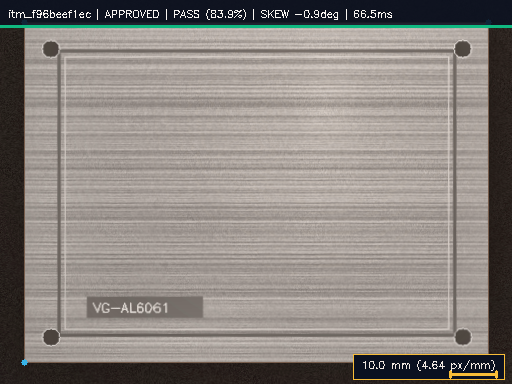 itm_f96beef1ec | APPROVED | PASS (83.9%) | SKEW -0.9deg | 66.5ms
VG-AL6061
10.0 mm (4.64 px/mm)